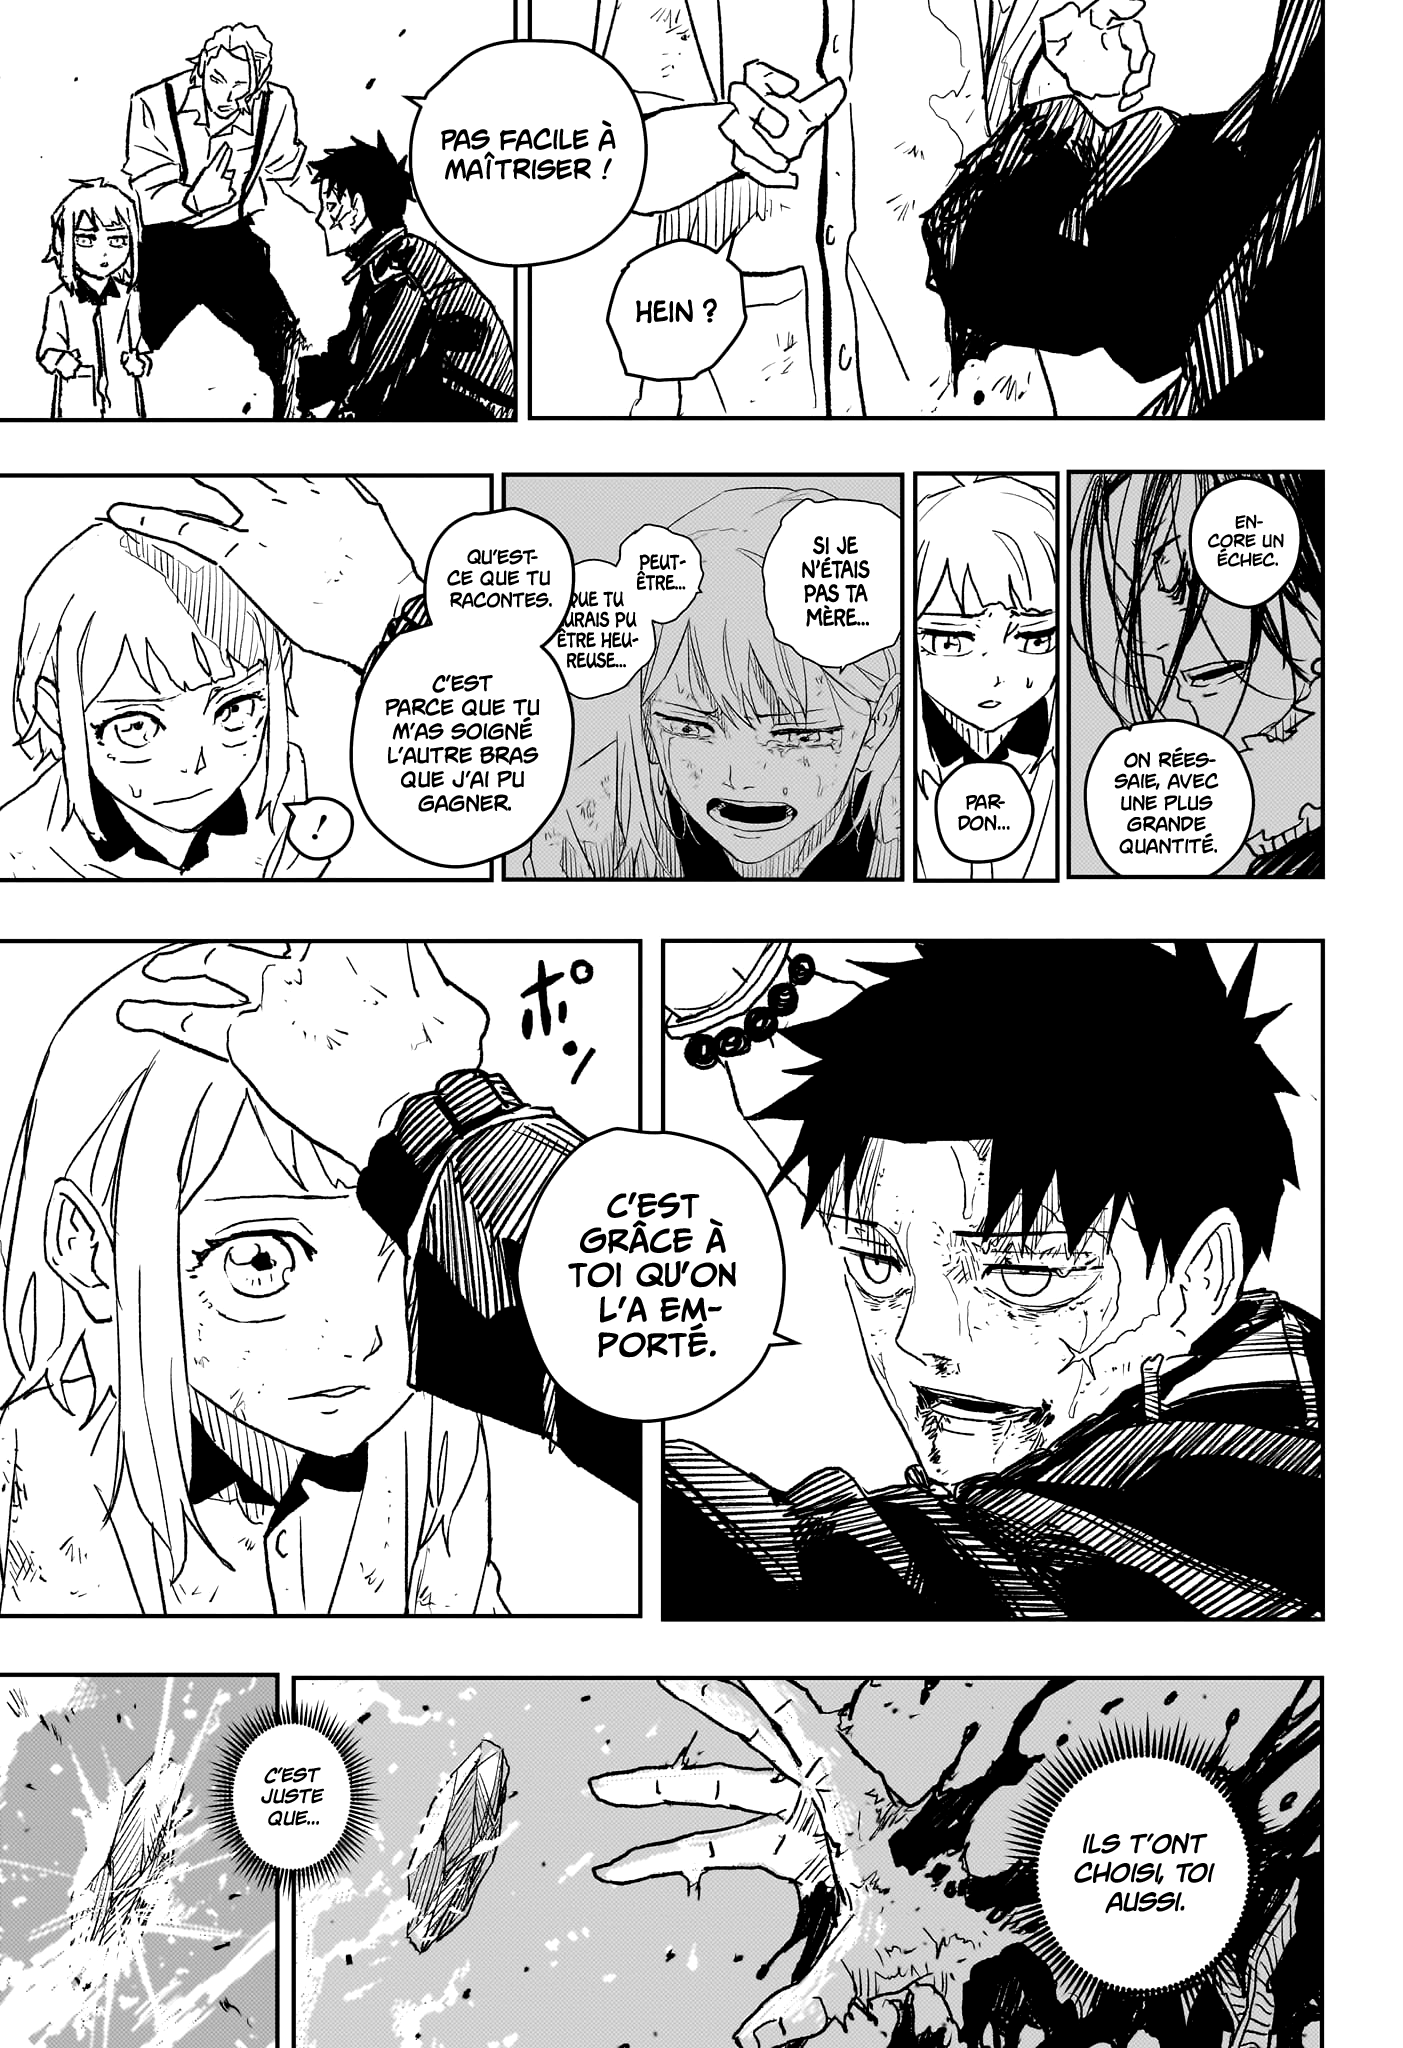 HEIN ?
PAS FACILE À
MAÎTRISER !
EN-
CORE UN
ÉCHEC.
ON RÉES-
SAIE, AVEC
UNE PLUS
GRANDE
QUANTITÉ.
PAR-
DON...
SI JE
N'ÉTAIS
PAS TA
MÈRE...
PEUT-
ÊTRE...
QUE TU
URAIS PU
ÊTRE HEU-
REUSE...
QU'EST-
CE QUE TU
RACONTES.
C'EST
PARCE QUE TU
M'AS SOIGNÉ
L'AUTRE BRAS
QUE J'AI PU
GAGNER.
!
C'EST
GRÂCE À
TOI QU'ON
L'A EM-
PORTÉ.
ポン
ILS T'ONT
CHOISI, TOI
AUSSI.
C'EST
JUSTE
QUE...